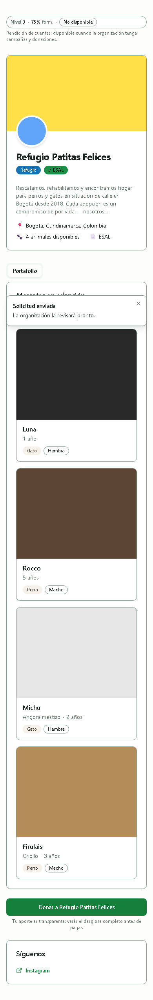 Nivel 3 · 75% form. · No disponible
Rendición de cuentas: disponible cuando la organización tenga
campañas y donaciones.
Refugio Patitas Felices
Refugio ✓ ESAL
Rescatamos, rehabilitamos y encontramos hogar
para perros y gatos en situación de calle en
Bogotá desde 2018. Cada adopción es un
compromiso de por vida — nosotros...
Bogotá, Cundinamarca, Colombia
4 animales disponibles ESAL
Portafolio
Mascotas en adopción
Solicitud enviada
La organización la revisará pronto.
Luna
1 año
Gato Hembra
Rocco
5 años
Perro Macho
Michu
Angora mestizo · 2 años
Gato Hembra
Firulais
Criollo · 3 años
Perro Macho
Donar a Refugio Patitas Felices
Tu aporte es transparente: verás el desglose completo antes de
pagar.
Síguenos
Instagram